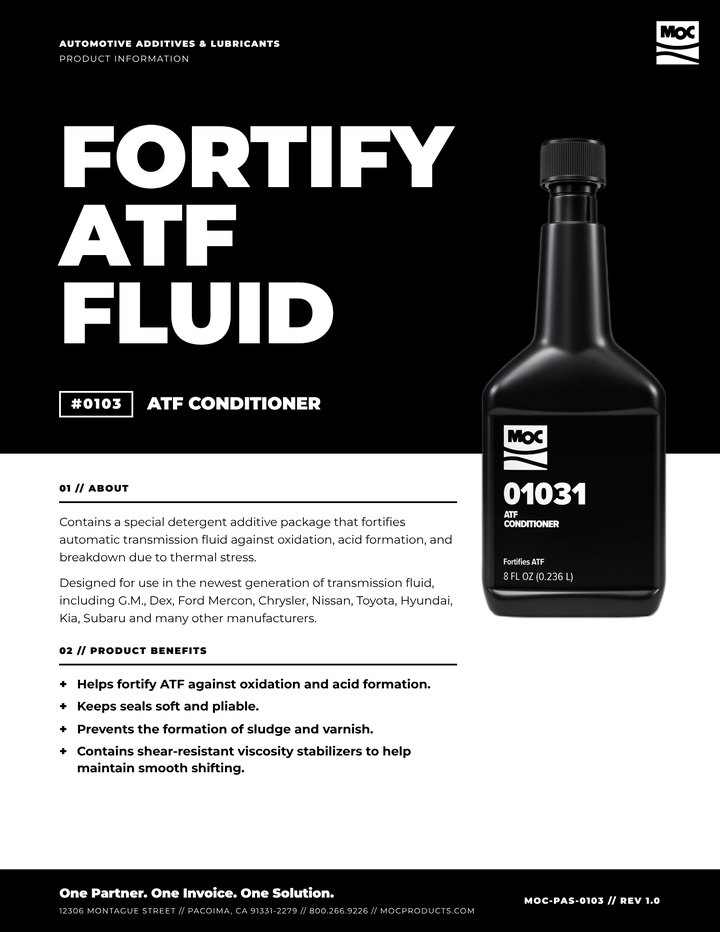 AUTOMOTIVE ADDITIVES & LUBRICANTS
PRODUCT INFORMATION
MOC
FORTIFY
ATF
FLUID
#0103 ATF CONDITIONER
01 // ABOUT
Contains a special detergent additive package that fortifies
automatic transmission fluid against oxidation, acid formation, and
breakdown due to thermal stress.
Designed for use in the newest generation of transmission fluid,
including G.M., Dex, Ford Mercon, Chrysler, Nissan, Toyota, Hyundai,
Kia, Subaru and many other manufacturers.
02 // PRODUCT BENEFITS
+ Helps fortify ATF against oxidation and acid formation.
+ Keeps seals soft and pliable.
+ Prevents the formation of sludge and varnish.
+ Contains shear-resistant viscosity stabilizers to help
maintain smooth shifting.
MOC
01031
ATF
CONDITIONER
Fortifies ATF
8 FL OZ (0.236 L)
One Partner. One Invoice. One Solution.
12306 MONTAGUE STREET // PACOIMA, CA 91331-2279 // 800.266.9226 // MOCPRODUCTS.COM
MOC-PAS-0103 // REV 1.0